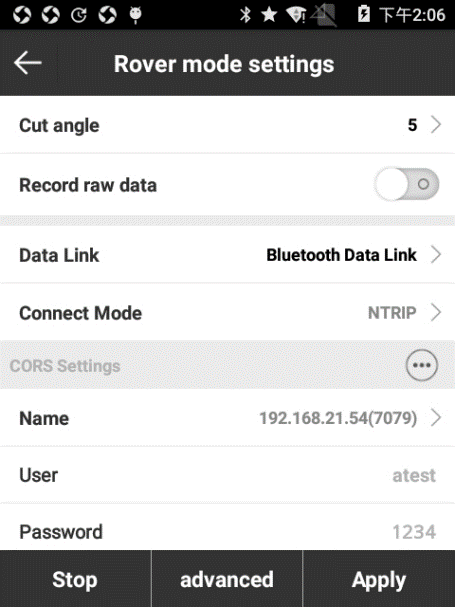 下午2:06
Rover mode settings
Cut angle 5
Record raw data
Data Link Bluetooth Data Link
Connect Mode NTRIP
CORS Settings
Name 192.168.21.54(7079)
User atest
Password 1234
Stop advanced Apply